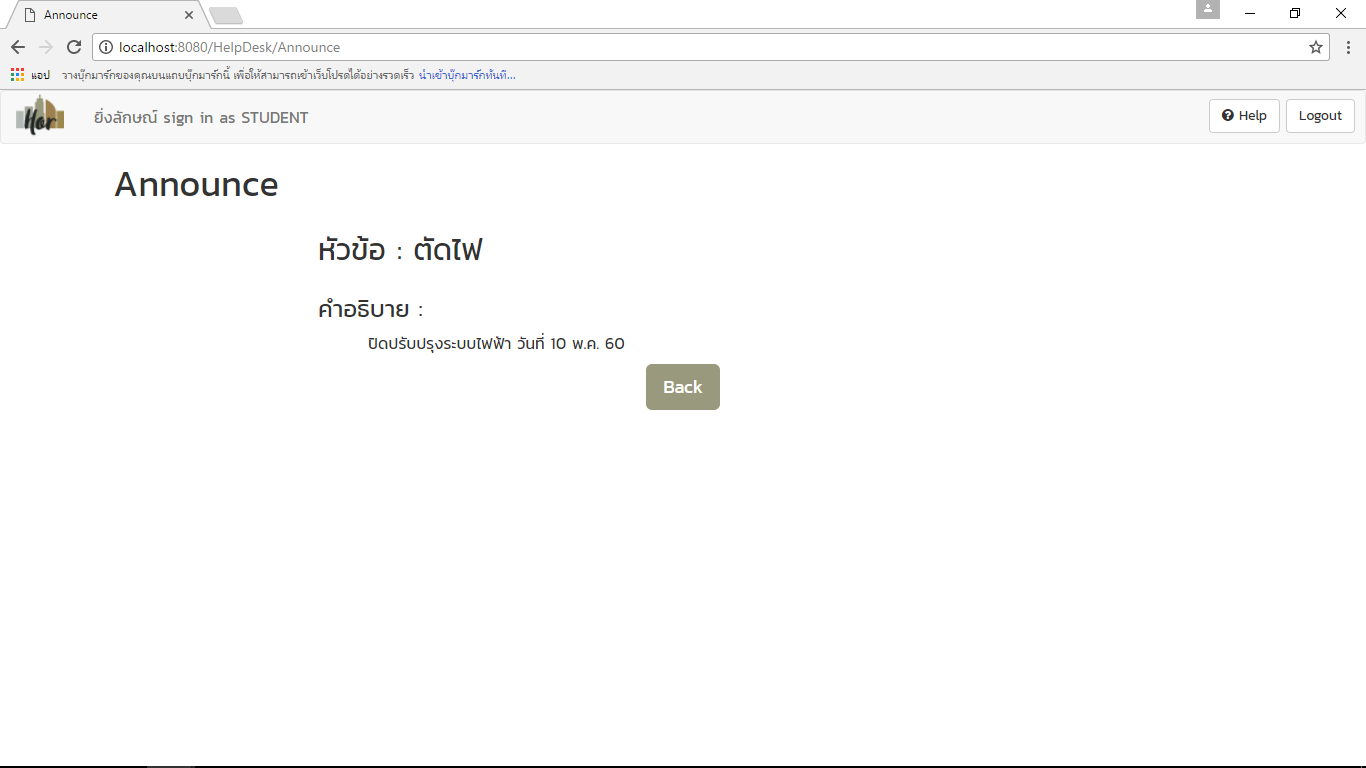 Announce
localhost:8080/HelpDesk/Announce
แอป วางบุ๊กมาร์กของคุณบนแถบบุ๊กมาร์กนี้ เพื่อให้สามารถเข้าเว็บโปรดได้อย่างรวดเร็ว นำเข้าบุ๊กมาร์กทันที...
Hor ยิ่งลักษณ์ sign in as STUDENT Help Logout
Announce
หัวข้อ : ตัดไฟ
คำอธิบาย :
ปิดปรับปรุงระบบไฟฟ้า วันที่ 10 พ.ค. 60
Back